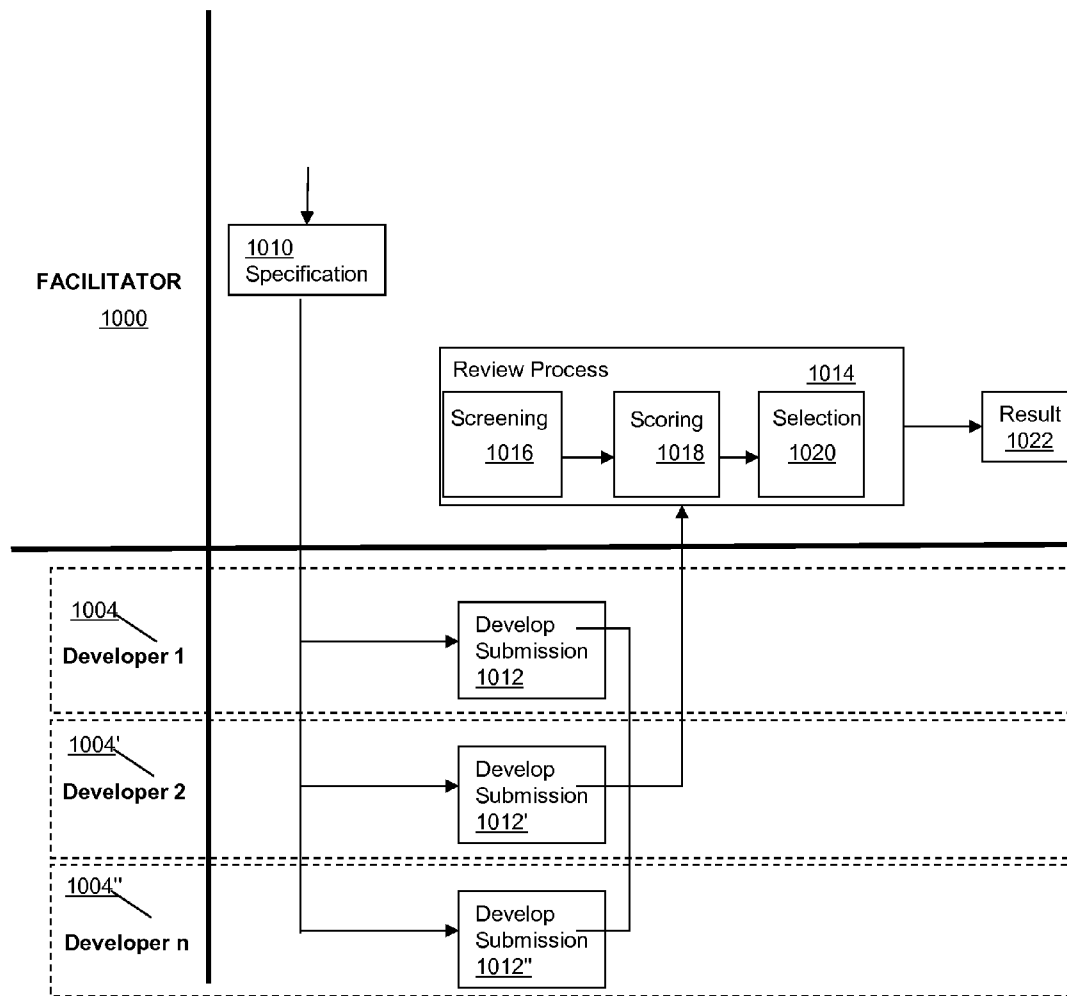 1010
Specification
FACILITATOR
1000
Review Process
1014
Screening
1016
Scoring
1018
Selection
1020
Result
1022
1004
Developer 1
Develop
Submission
1012
1004'
Developer 2
Develop
Submission
1012'
1004"
Developer n
Develop
Submission
1012"